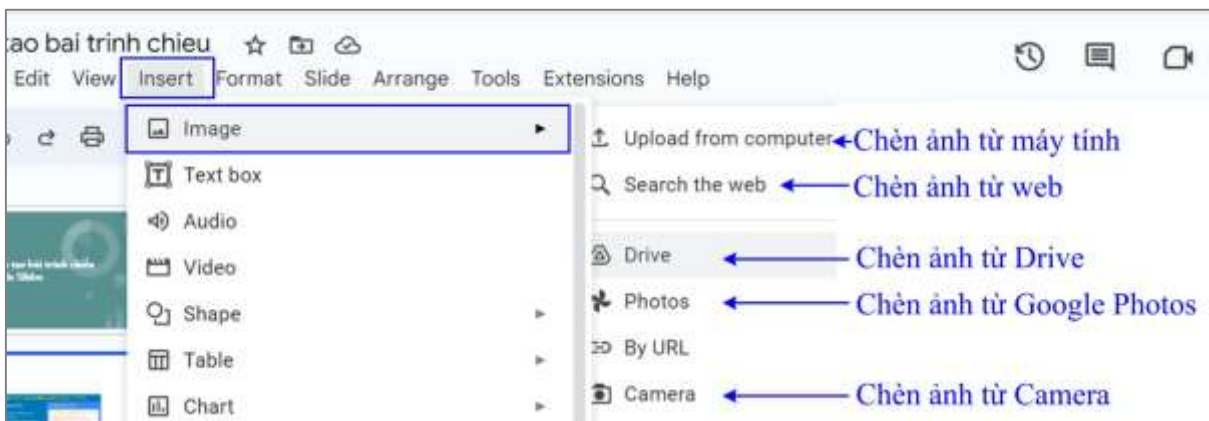 tao bai trinh chieu
Edit View Insert Format Slide Arrange Tools Extensions Help
Image
Upload from computer Chèn ảnh từ máy tính
Text box
Search the web Chèn ảnh từ web
Audio
Drive Chèn ảnh từ Drive
Video
Photos Chèn ảnh từ Google Photos
Shape
By URL
Table
Camera Chèn ảnh từ Camera
Chart